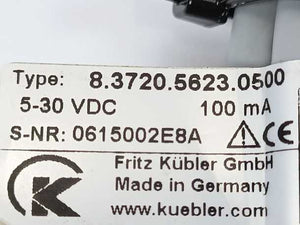 Type: 8.3720.5623.0500
5-30 VDC 100 mA
S-NR: 0615002E8A CE
K Fritz Kübler GmbH
Made in Germany
www.kuebler.com